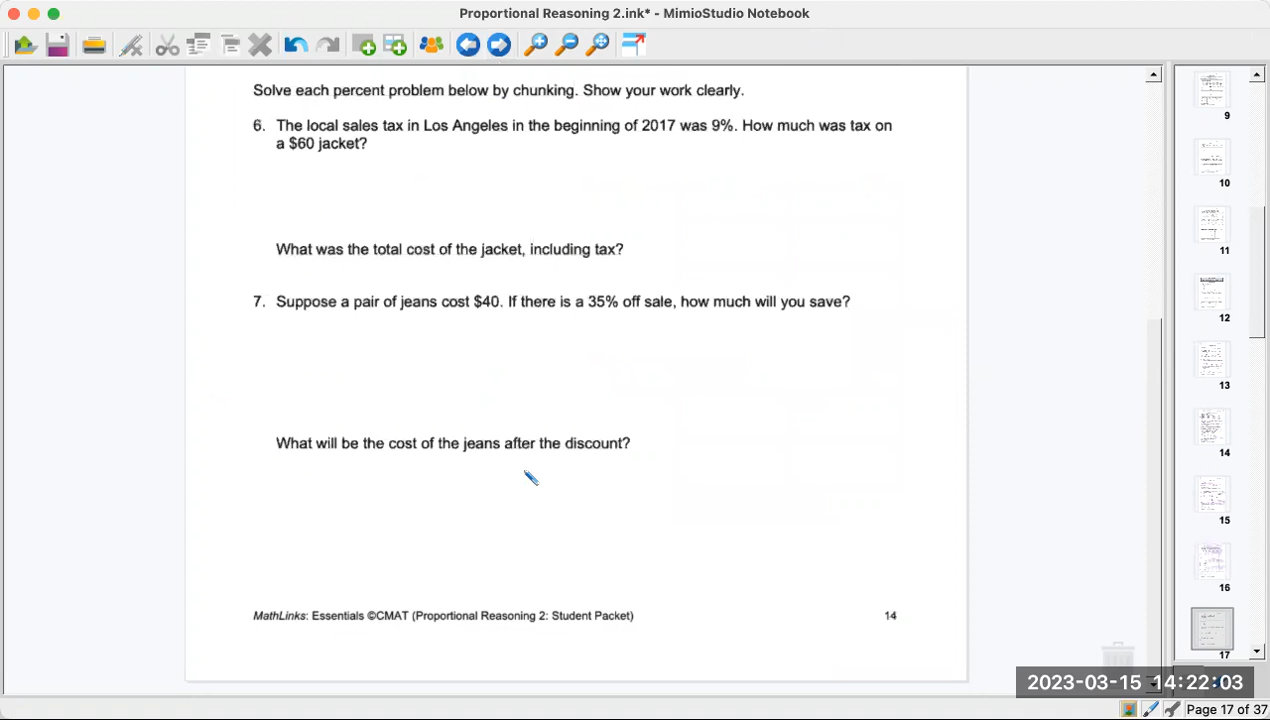 Proportional Reasoning 2.ink* - MimioStudio Notebook
Solve each percent problem below by chunking. Show your work clearly.
6. The local sales tax in Los Angeles in the beginning of 2017 was 9%. How much was tax on
a $60 jacket?
What was the total cost of the jacket, including tax?
7. Suppose a pair of jeans cost $40. If there is a 35% off sale, how much will you save?
What will be the cost of the jeans after the discount?
MathLinks: Essentials ©CMAT (Proportional Reasoning 2: Student Packet)
14
9
10
11
12
13
14
15
16
17
2023-03-15 14:22:03
Page 17 of 37